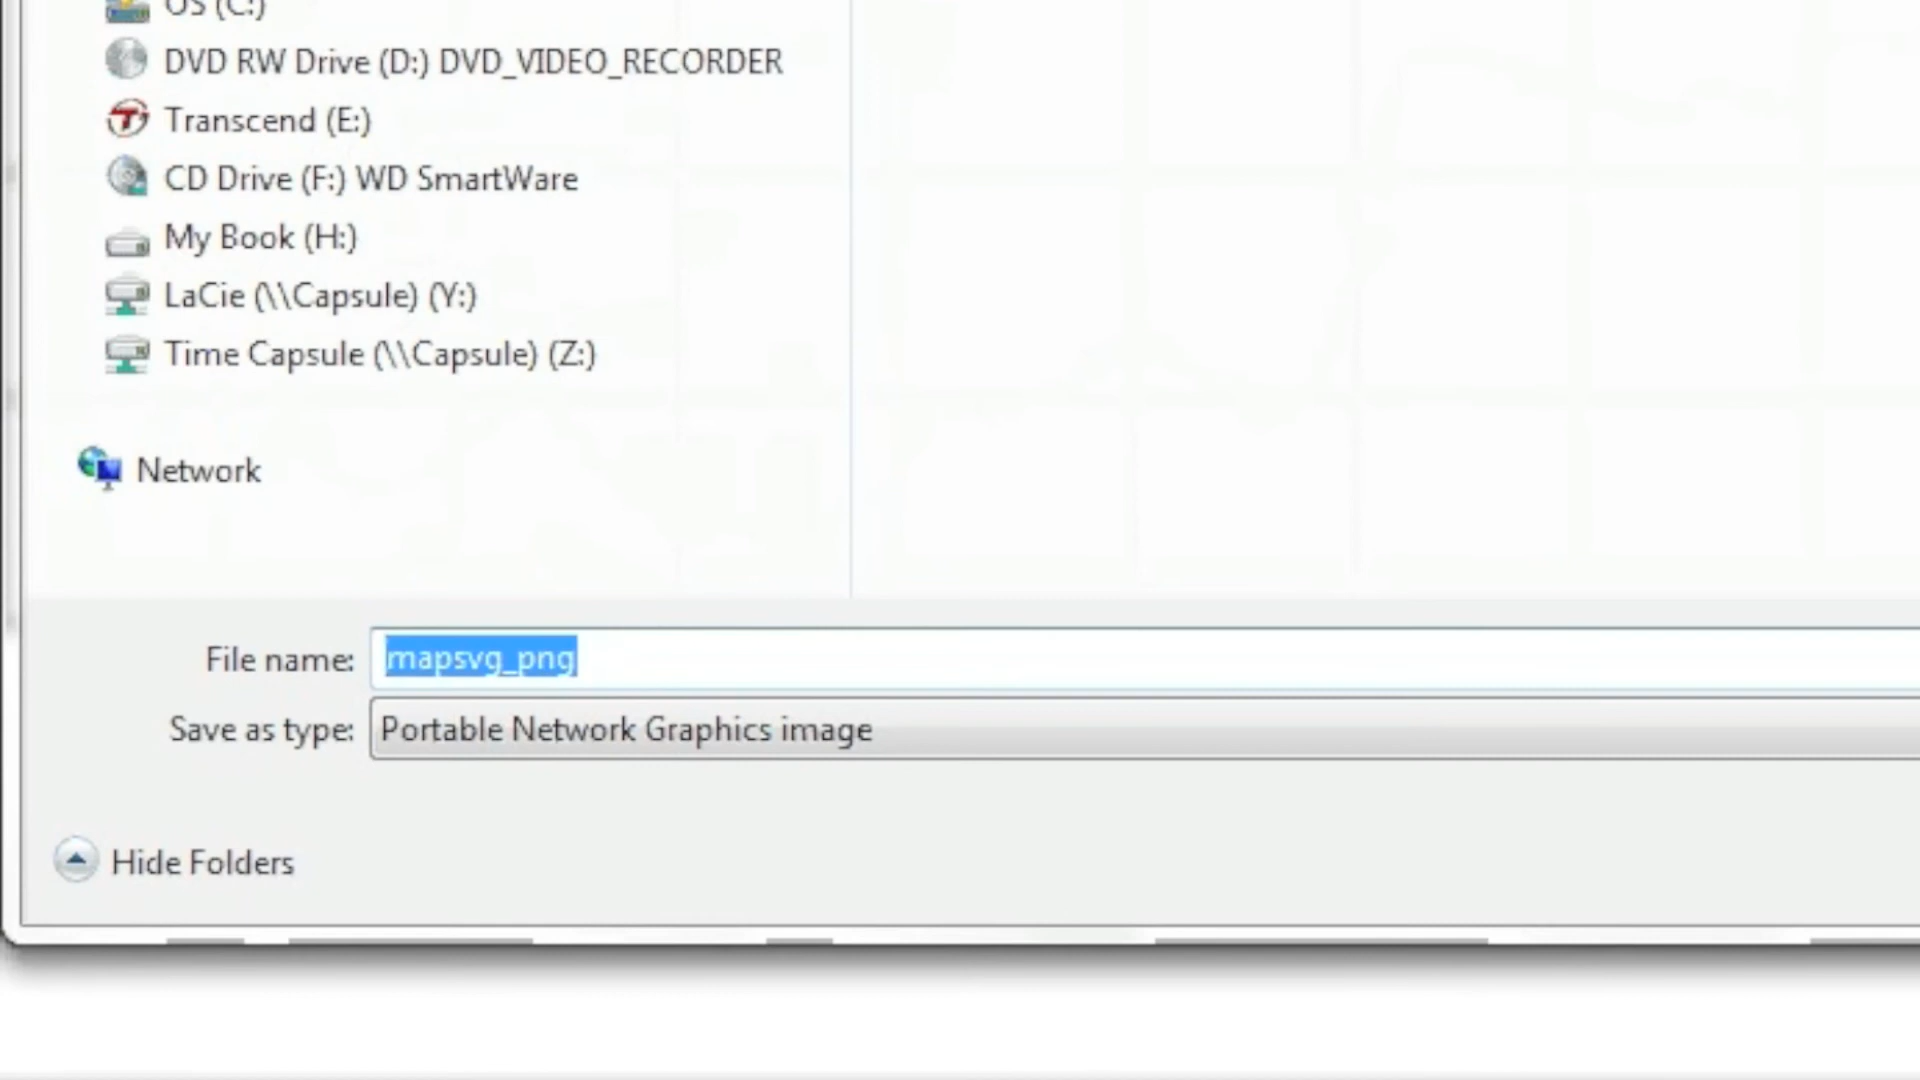 OS (C:)
DVD RW Drive (D:) DVD_VIDEO_RECORDER
Transcend (E:)
CD Drive (F:) WD SmartWare
My Book (H:)
LaCie (\\Capsule) (Y:)
Time Capsule (\\Capsule) (Z:)
Network
File name: mapsvg_png
Save as type: Portable Network Graphics image
Hide Folders